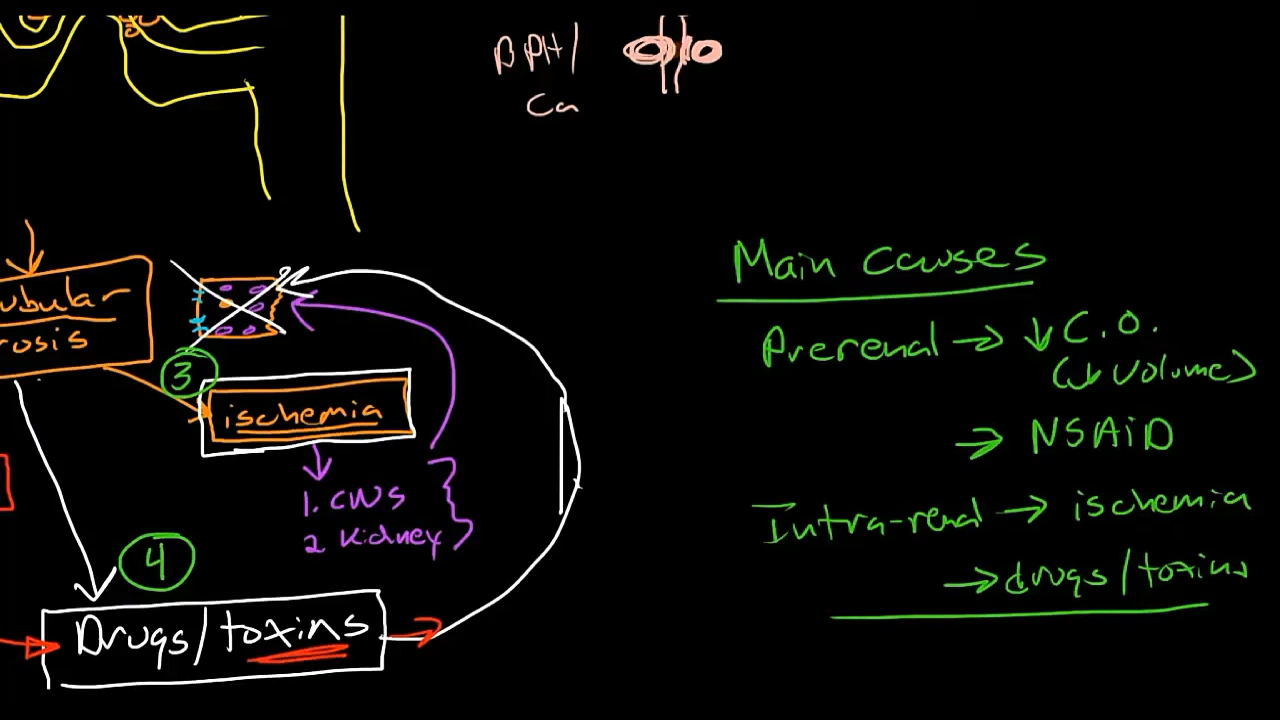 BPH/
Ca
ubular
rosis
3
ischemia
1. CNS
2. Kidney
4
Drugs/toxins
Main causes
Prerenal → ↓ C.O.
(↓ Volume)
→ NSAiD
Intra-renal → ischemia
→ drugs/toxins